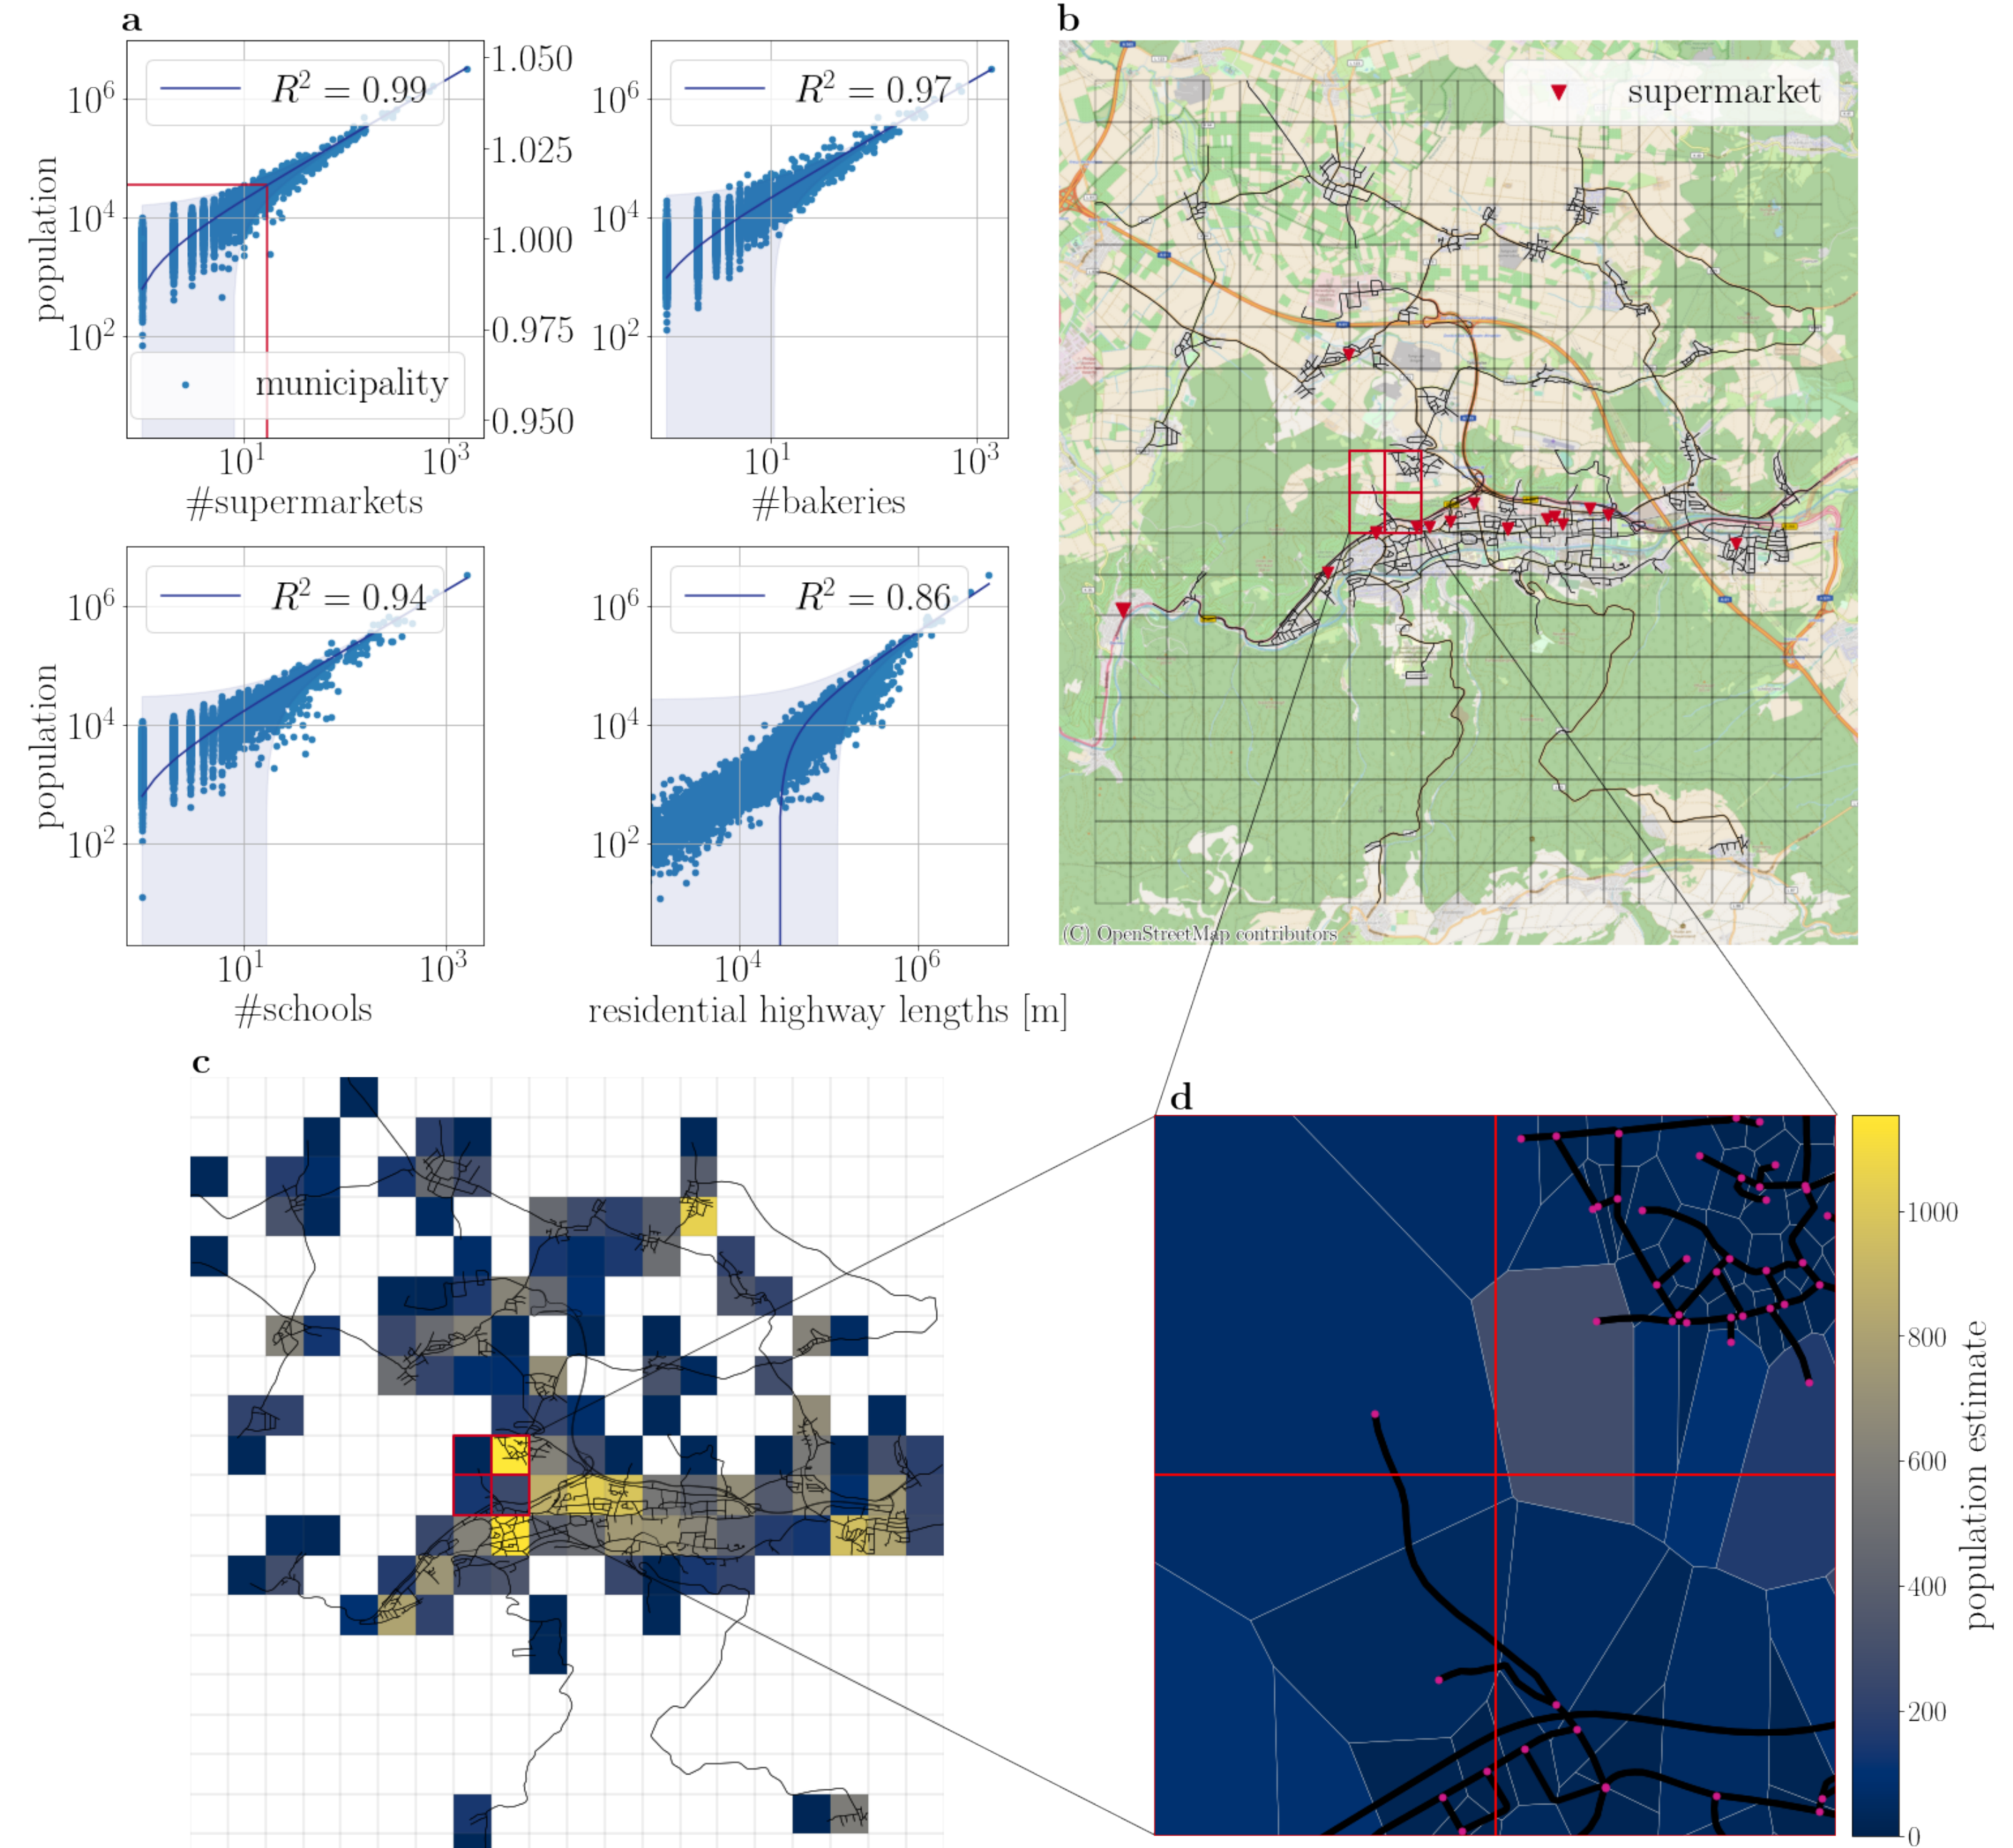 a
R² = 0.99
10⁶
10⁴
10²
population
1.050
1.025
1.000
0.975
0.950
municipality
10¹
10³
#supermarkets
R² = 0.97
10⁶
10⁴
10²
10¹
10³
#bakeries
R² = 0.94
10⁶
10⁴
10²
population
10¹
10³
#schools
R² = 0.86
10⁶
10⁴
10²
10⁴
10⁶
residential highway lengths [m]
b
supermarket
(C) OpenStreetMap contributors
c
d
1000
800
600
400
200
0
population estimate